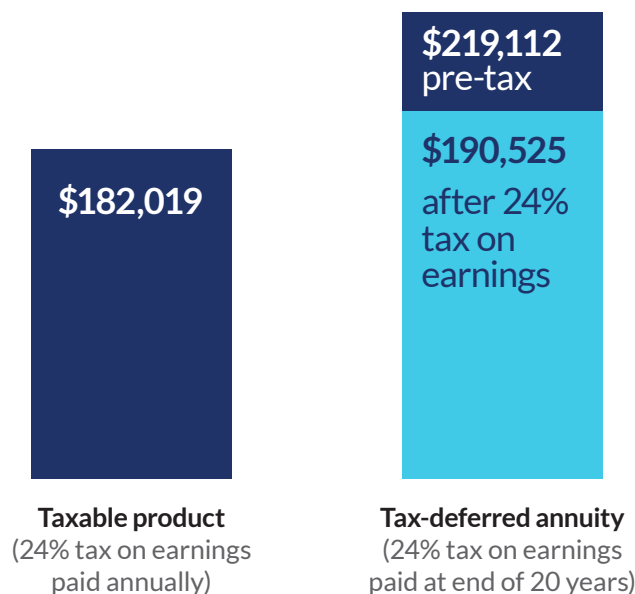 $182,019
Taxable product
(24% tax on earnings
paid annually)
$219,112
pre-tax
$190,525
after 24%
tax on
earnings
Tax-deferred annuity
(24% tax on earnings
paid at end of 20 years)